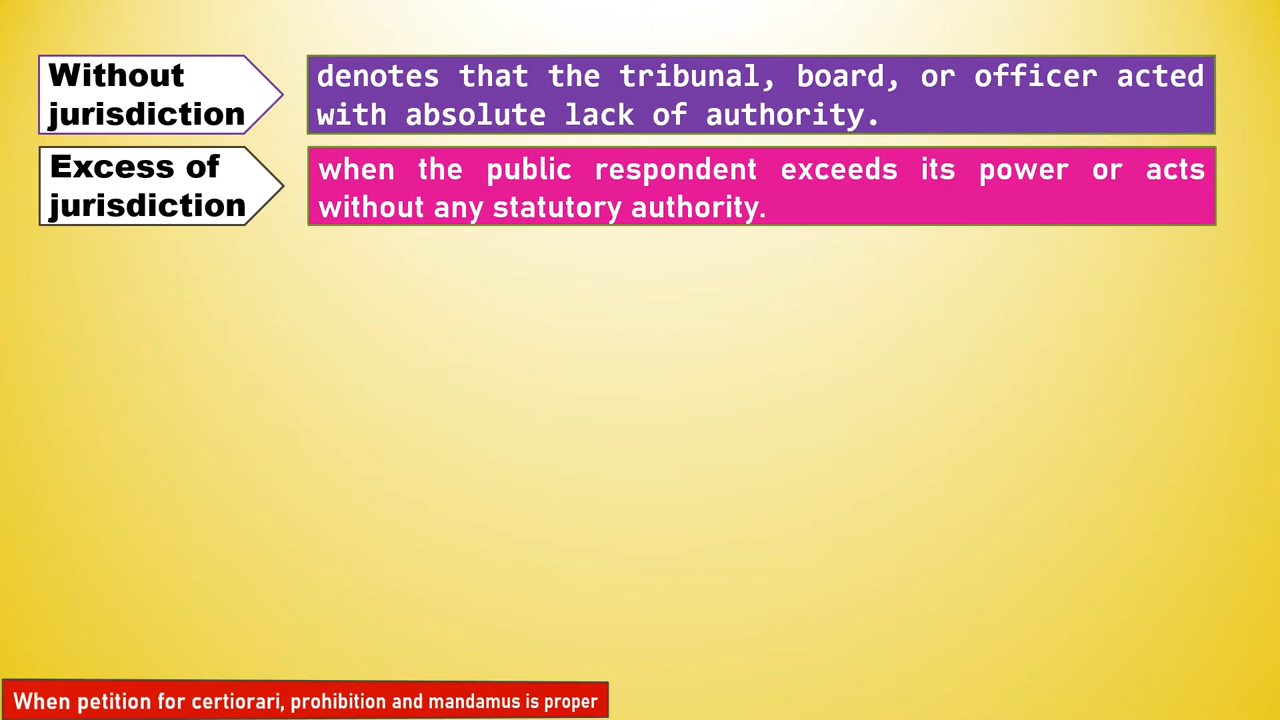 Without
jurisdiction
denotes that the tribunal, board, or officer acted
with absolute lack of authority.
Excess of
jurisdiction
when the public respondent exceeds its power or acts
without any statutory authority.
When petition for certiorari, prohibition and mandamus is proper